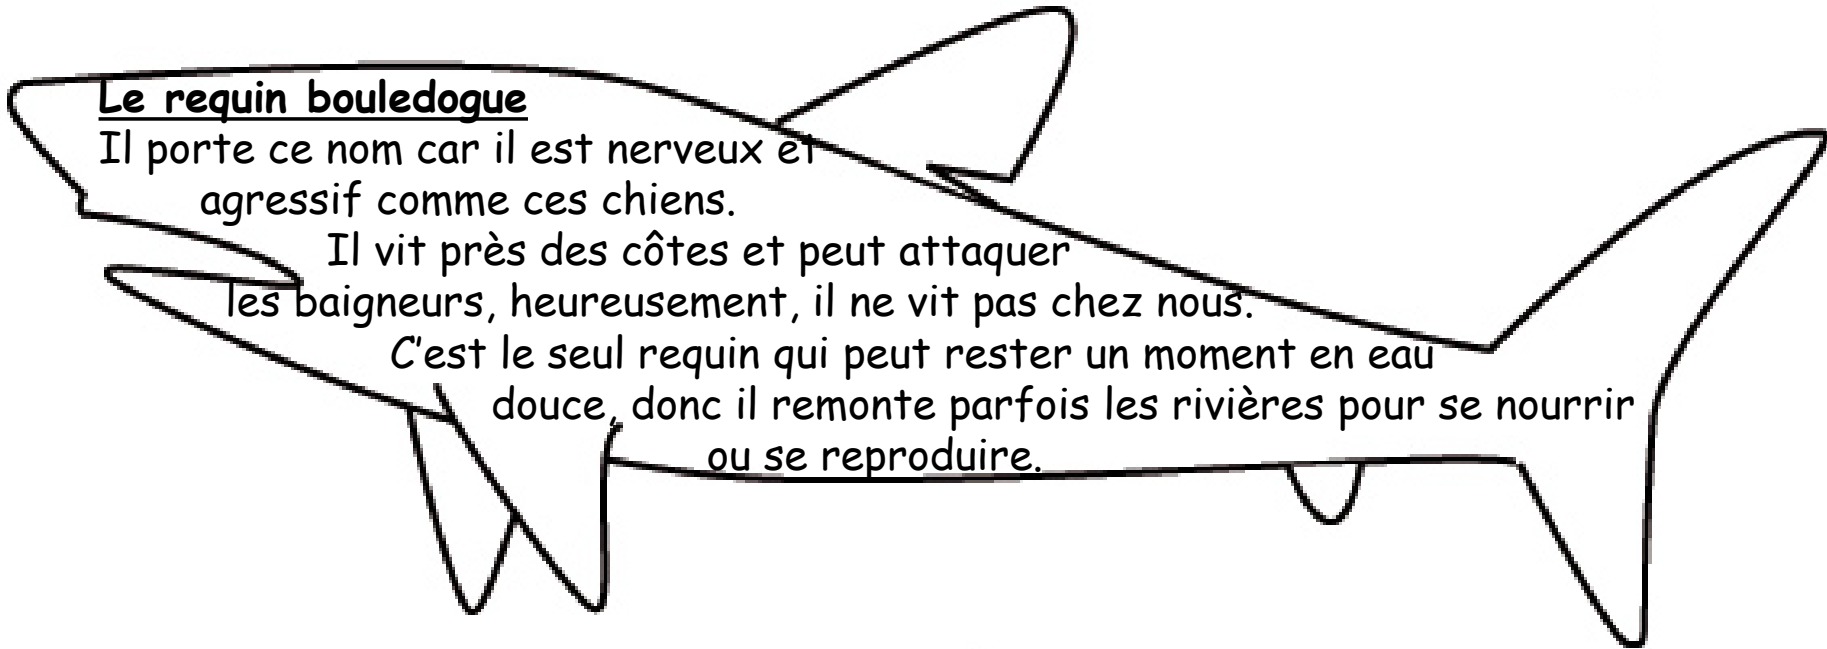 Le requin bouledogue
Il porte ce nom car il est nerveux et
agressif comme ces chiens.
Il vit près des côtes et peut attaquer
les baigneurs, heureusement, il ne vit pas chez nous.
C’est le seul requin qui peut rester un moment en eau
douce, donc il remonte parfois les rivières pour se nourrir
ou se reproduire.